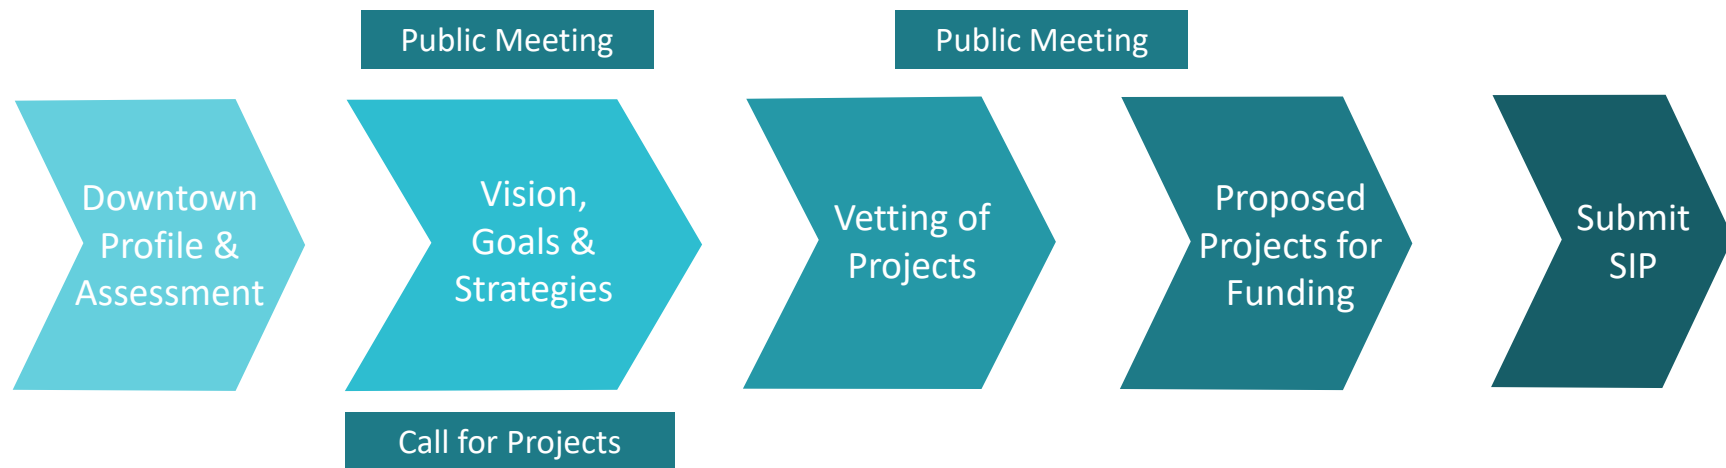 Public Meeting
Public Meeting
Downtown
Profile &
Assessment
Vision,
Goals &
Strategies
Vetting of
Projects
Proposed
Projects for
Funding
Submit
SIP
Call for Projects